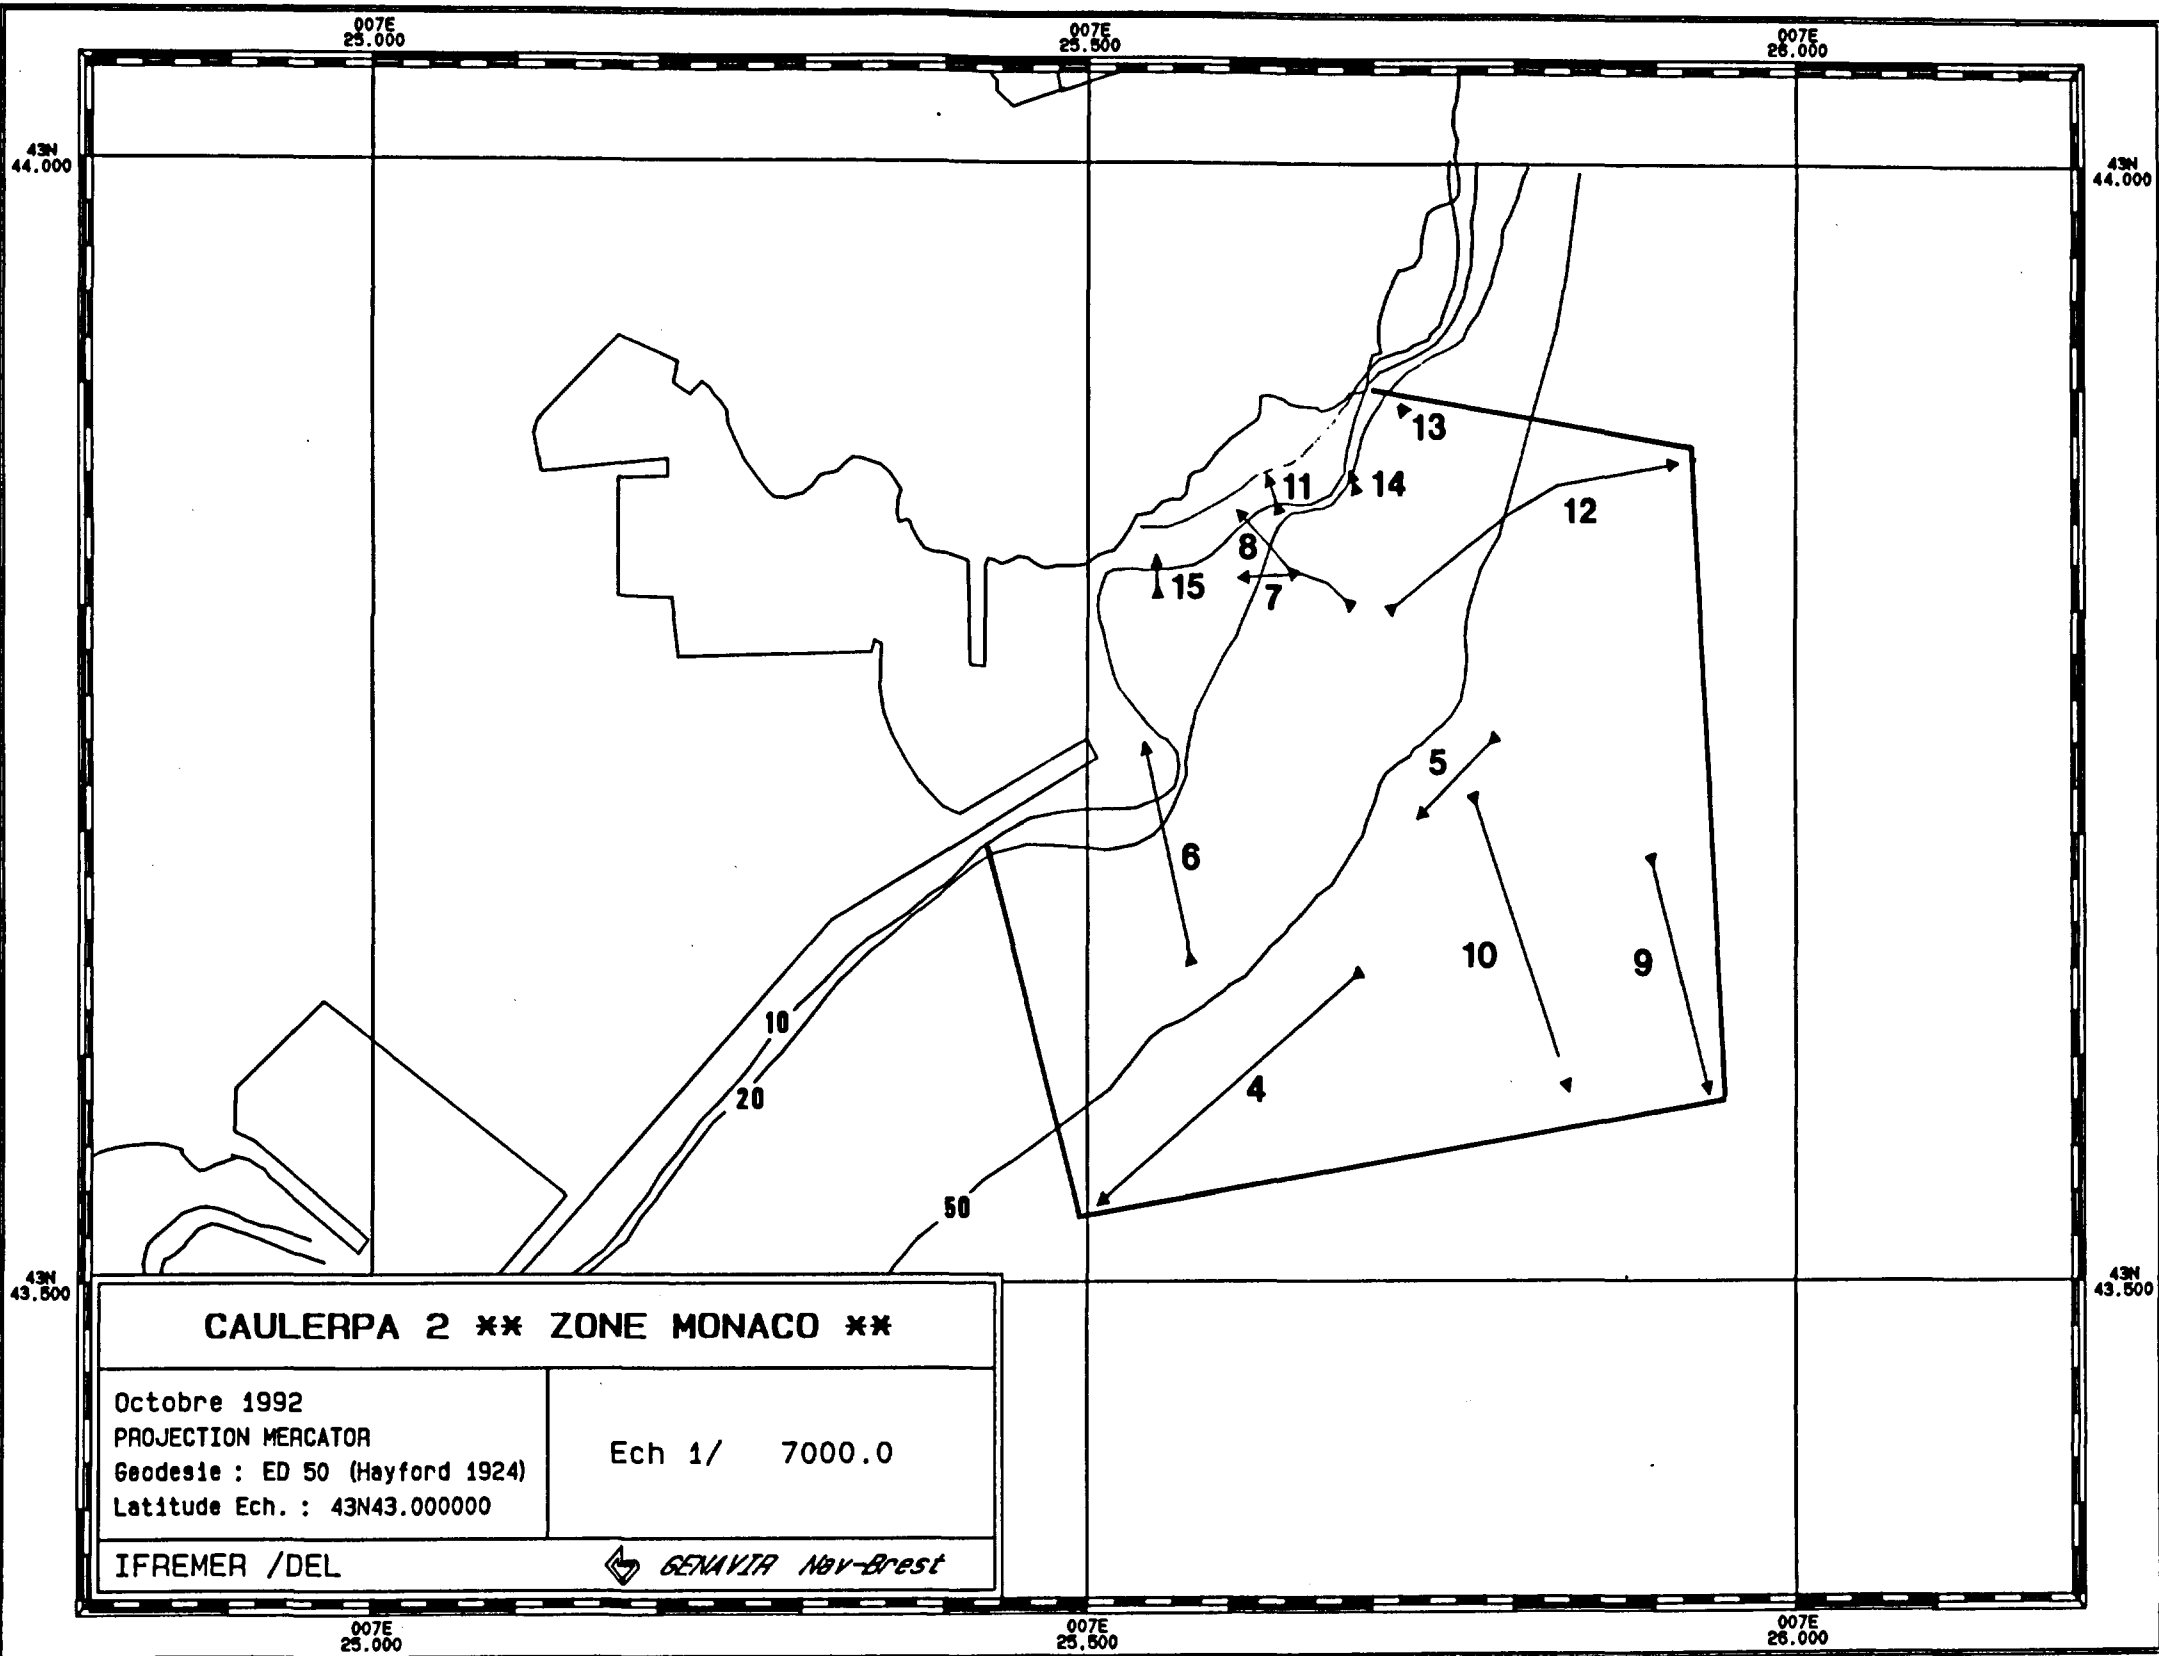 007E
25.000
007E
25.500
007E
26.000
43N
44.000
43N
44.000
13
11
14
12
8
15
7
5
6
10
9
10
4
20
50
43N
43.500
43N
43.500
CAULERPA 2 ** ZONE MONACO **
Octobre 1992
PROJECTION MERCATOR
Geodesie : ED 50 (Hayford 1924)
Latitude Ech. : 43N43.000000
Ech 1/ 7000.0
IFREMER /DEL
GENAVIR Nav-Brest
007E
25.000
007E
25.500
007E
26.000